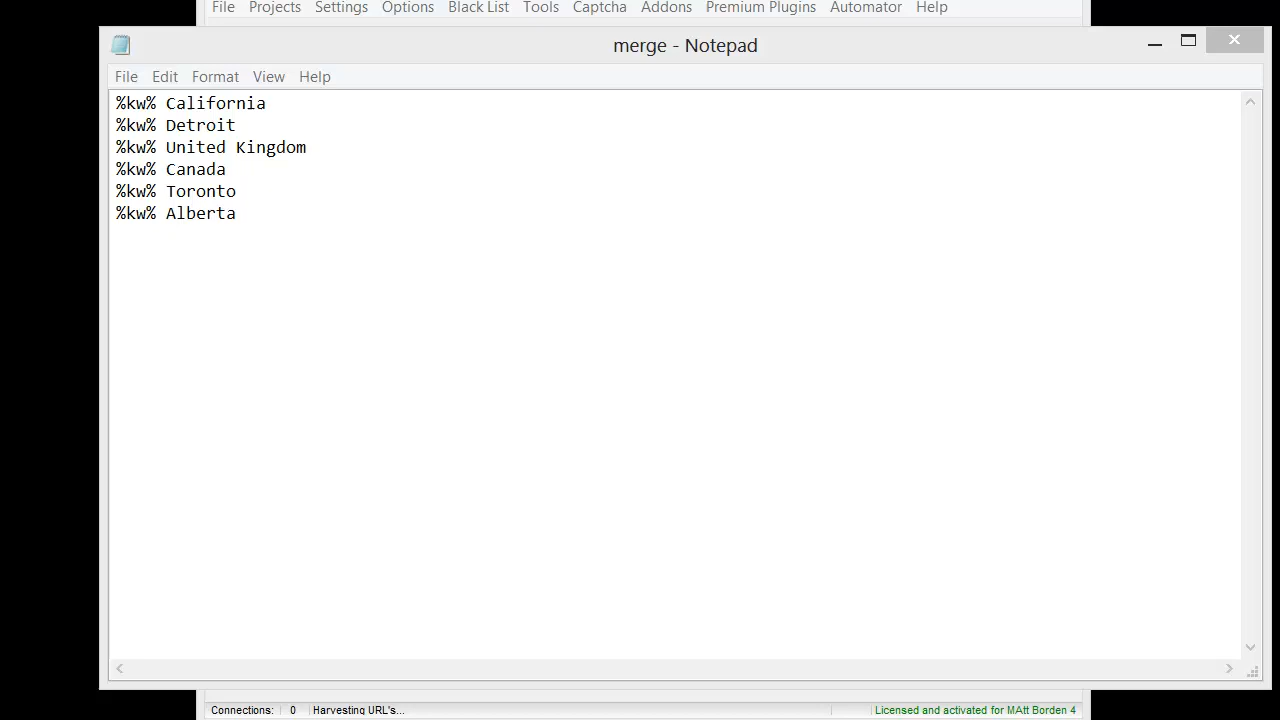 File Projects Settings Options Black List Tools Captcha Addons Premium Plugins Automator Help
merge - Notepad
File Edit Format View Help
%kw% California
%kw% Detroit
%kw% United Kingdom
%kw% Canada
%kw% Toronto
%kw% Alberta
Connections: 0 Harvesting URL's... Licensed and activated for MAtt Borden 4